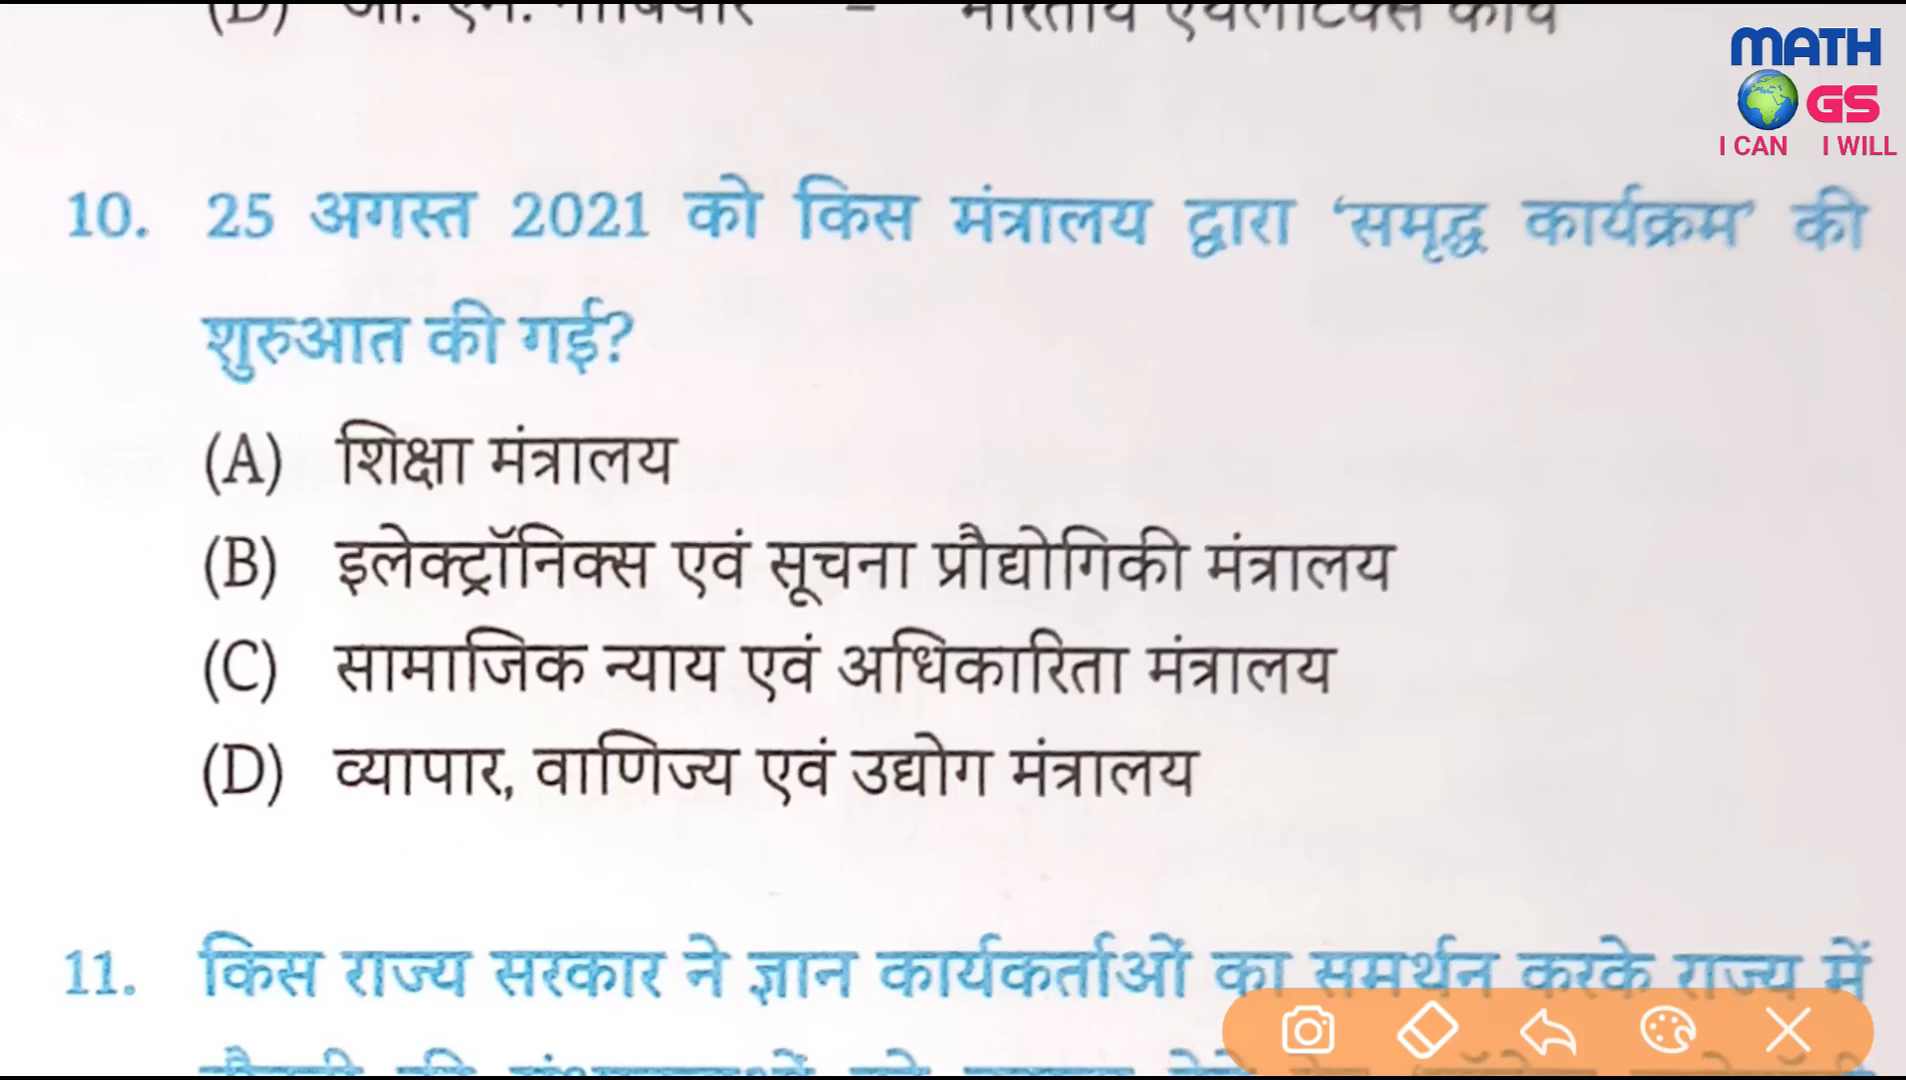 MATH
GS
I CAN I WILL
10. 25 अगस्त 2021 को किस मंत्रालय द्वारा ‘समृद्ध कार्यक्रम’ की
शुरुआत की गई?
(A) शिक्षा मंत्रालय
(B) इलेक्ट्रॉनिक्स एवं सूचना प्रौद्योगिकी मंत्रालय
(C) सामाजिक न्याय एवं अधिकारिता मंत्रालय
(D) व्यापार, वाणिज्य एवं उद्योग मंत्रालय
11. किस राज्य सरकार ने ज्ञान कार्यकर्ताओं का समर्थन करके राज्य में